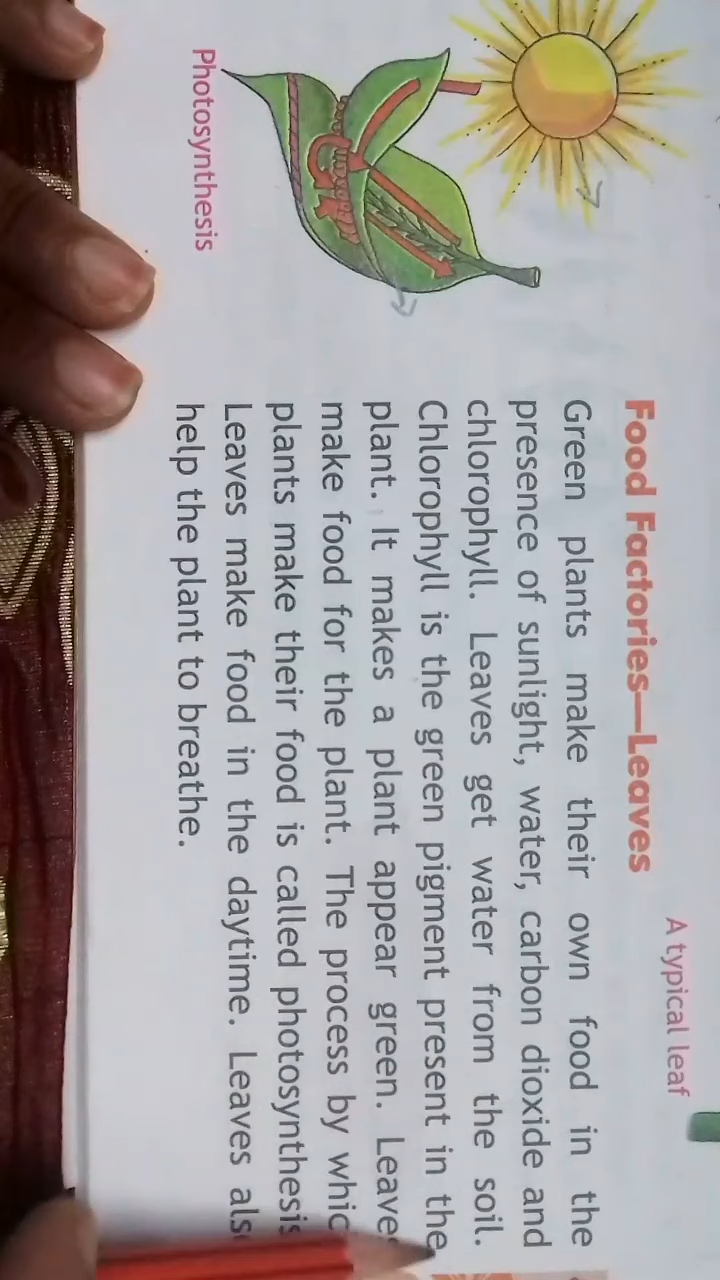 A typical leaf
Food Factories—Leaves
Green plants make their own food in the
presence of sunlight, water, carbon dioxide and
chlorophyll. Leaves get water from the soil.
Chlorophyll is the green pigment present in the
plant. It makes a plant appear green. Leaves
make food for the plant. The process by whic
plants make their food is called photosynthesis
Leaves make food in the daytime. Leaves als
help the plant to breathe.
Photosynthesis